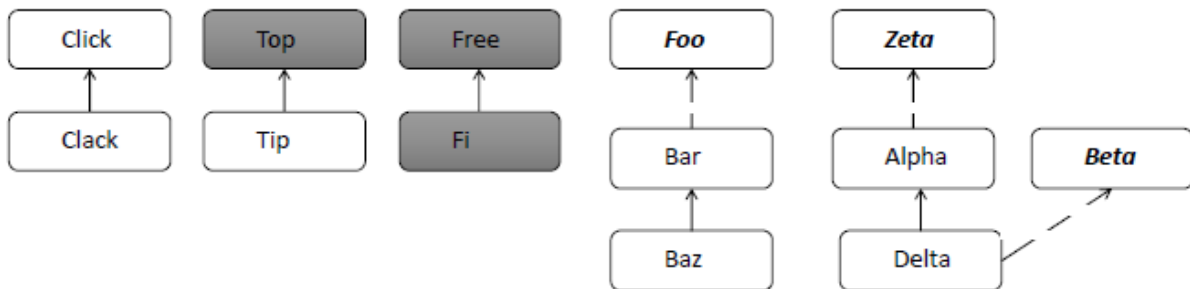 Click
Top
Free
Foo
Zeta
Clack
Tip
Fi
Bar
Alpha
Beta
Baz
Delta